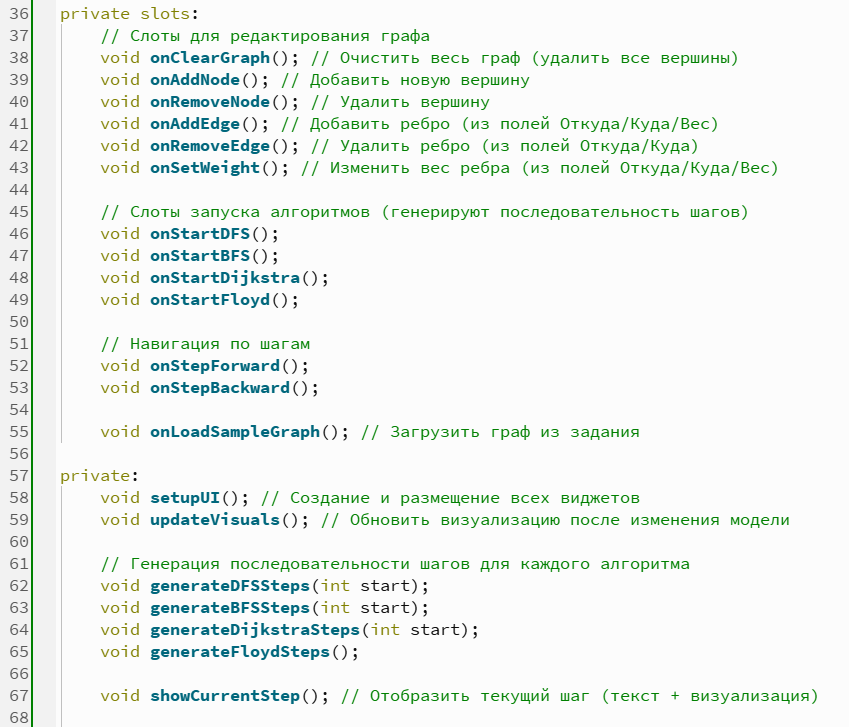 36 private slots:
37     // Слоты для редактирования графа
38     void onClearGraph(); // Очистить весь граф (удалить все вершины)
39     void onAddNode(); // Добавить новую вершину
40     void onRemoveNode(); // Удалить вершину
41     void onAddEdge(); // Добавить ребро (из полей Откуда/Куда/Вес)
42     void onRemoveEdge(); // Удалить ребро (из полей Откуда/Куда)
43     void onSetWeight(); // Изменить вес ребра (из полей Откуда/Куда/Вес)
44
45     // Слоты запуска алгоритмов (генерируют последовательность шагов)
46     void onStartDFS();
47     void onStartBFS();
48     void onStartDijkstra();
49     void onStartFloyd();
50
51     // Навигация по шагам
52     void onStepForward();
53     void onStepBackward();
54
55     void onLoadSampleGraph(); // Загрузить граф из задания
56
57 private:
58     void setupUI(); // Создание и размещение всех виджетов
59     void updateVisuals(); // Обновить визуализацию после изменения модели
60
61     // Генерация последовательности шагов для каждого алгоритма
62     void generateDFSSteps(int start);
63     void generateBFSSteps(int start);
64     void generateDijkstraSteps(int start);
65     void generateFloydSteps();
66
67     void showCurrentStep(); // Отобразить текущий шаг (текст + визуализация)
68